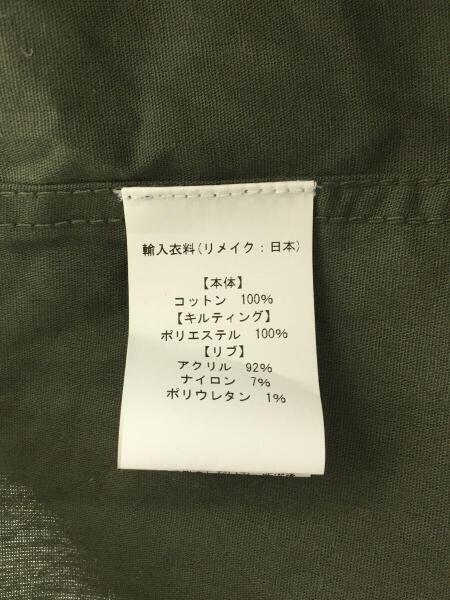 輸入衣料(リメイク:日本)
【本体】
コットン 100%
【キルティング】
ポリエステル 100%
【リブ】
アクリル 92%
ナイロン 7%
ポリウレタン 1%